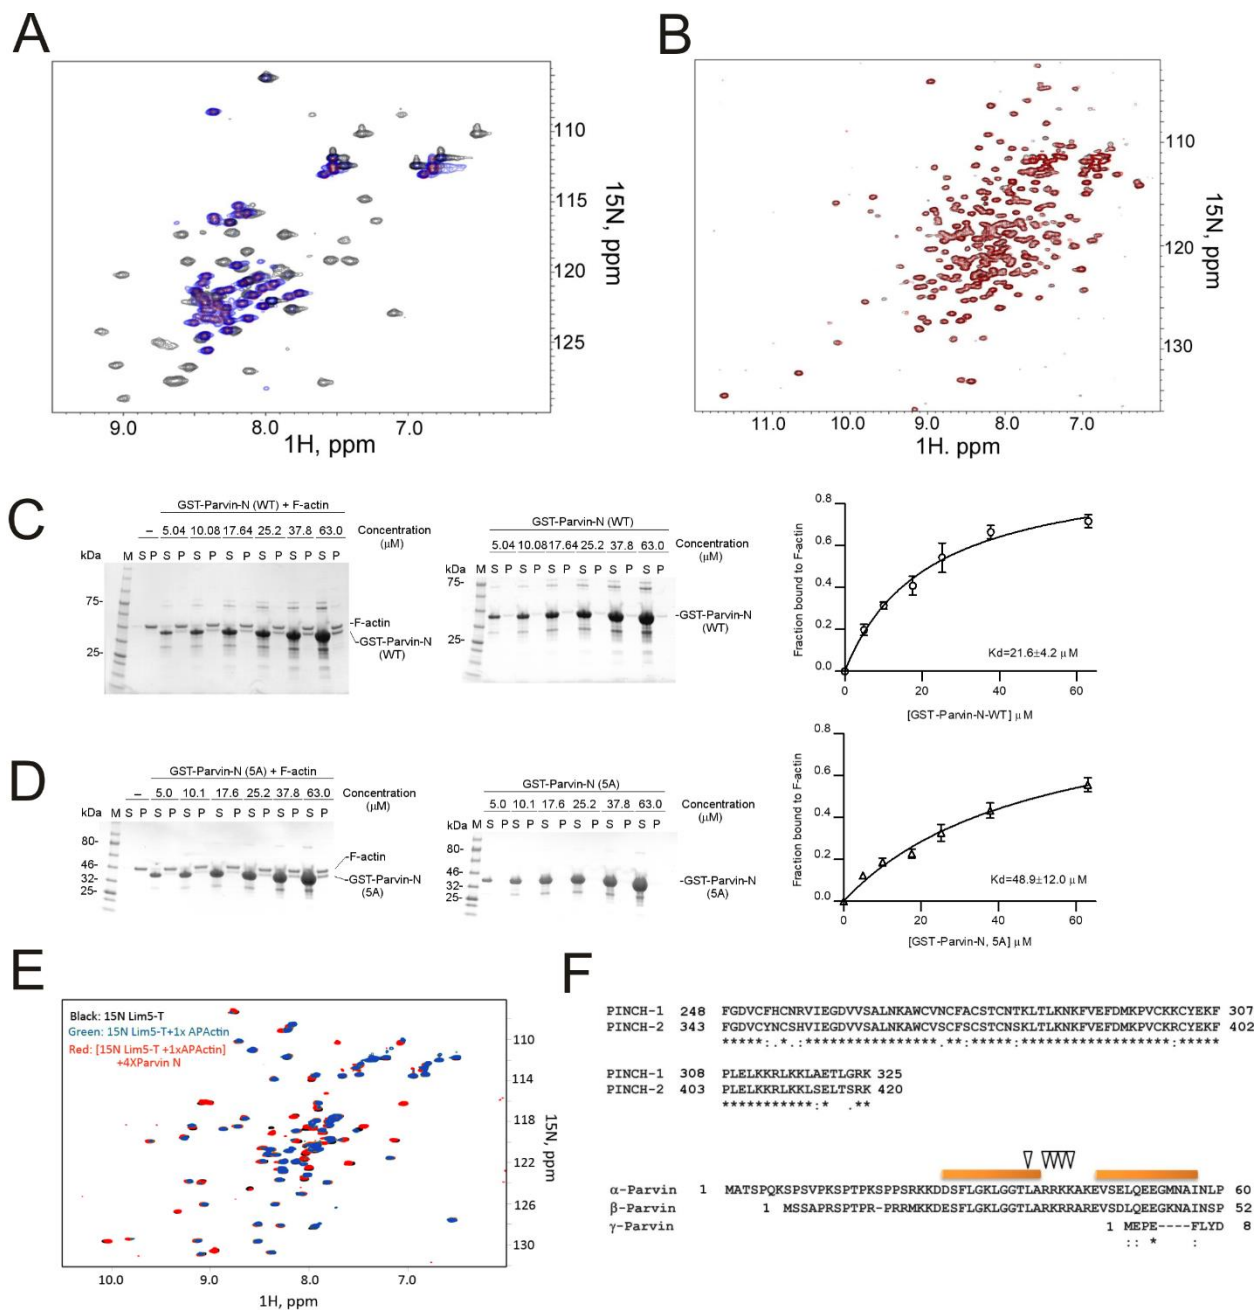 A
110
115
120
125
15N, ppm
9.0 8.0 7.0
1H, ppm
B
110
120
130
15N, ppm
11.0 10.0 9.0 8.0 7.0
1H. ppm
C
GST-Parvin-N (WT) + F-actin
– 5.04 10.08 17.64 25.2 37.8 63.0 Concentration
(μM)
kDa M S P S P S P S P S P S P S P
75-
25-
-F-actin
GST-Parvin-N
(WT)
GST-Parvin-N (WT)
5.04 10.08 17.64 25.2 37.8 63.0 Concentration
(μM)
kDa M S P S P S P S P S P S P
75-
25-
-GST-Parvin-N
(WT)
Fraction bound to F-actin
0.8
0.6
0.4
0.2
0.0
0 20 40 60
Kd=21.6±4.2 μM
[GST-Parvin-N-WT] μM
D
GST-Parvin-N (5A) + F-actin
– 5.0 10.1 17.6 25.2 37.8 63.0 Concentration
(μM)
kDa M S P S P S P S P S P S P S P
80-
46-
32-
25-
-F-actin
GST-Parvin-N
(5A)
GST-Parvin-N (5A)
5.0 10.1 17.6 25.2 37.8 63.0 Concentration
(μM)
kDa M S P S P S P S P S P S P
80-
46-
32-
25-
-GST-Parvin-N
(5A)
Fraction bound to F-actin
0.8
0.6
0.4
0.2
0.0
0 20 40 60
Kd=48.9±12.0 μM
[GST-Parvin-N, 5A] μM
E
Black: 15N Lim5-T
Green: 15N Lim5-T+1x APActin
Red: [15N Lim5-T +1xAPActin]
+4XParvin N
110
114
118
122
126
130
15N, ppm
10.0 9.0 8.0 7.0
1H, ppm
F
PINCH-1 248 FGDVCFHCNRVIEGDVVSALNKAWCVNCFACSTCNTKLTLKNKFVEFDMKPVCKKCYEKF 307
PINCH-2 343 FGDVCYNCSHVIEGDVVSALNKAWCVSCFSCSTCNSKLTLKNKFVEFDMKPVCKRCYEKF 402
*****:.*.:****************.**:*****:******************:*****
PINCH-1 308 PLELKKRLKKLAETLGRK 325
PINCH-2 403 PLELKKRLKKLSELTSRK 420
***********:* .**
α-Parvin 1 MATSPQKSPSVPKSPTPKSPPSRKKDDSFLGKLGGTLARRKKAKEVSELQEEGMNAINLP 60
β-Parvin 1 MSSAPRSPTPR-PRRMKKDESFLGKLGGTLARRKRAREVSDLQEEGKNAINSP 52
γ-Parvin 1 MEPE----FLYD 8
:: * :